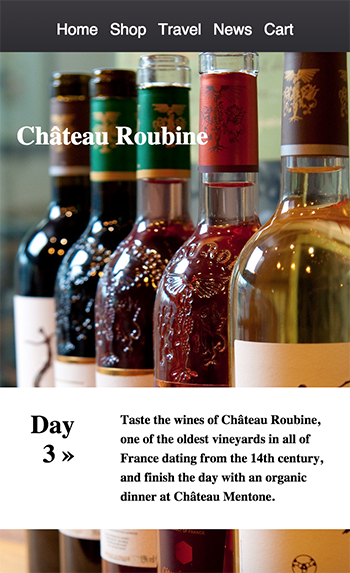 Home Shop Travel News Cart
Château Roubine
Day
3 »
Taste the wines of Château Roubine,
one of the oldest vineyards in all of
France dating from the 14th century,
and finish the day with an organic
dinner at Château Mentone.